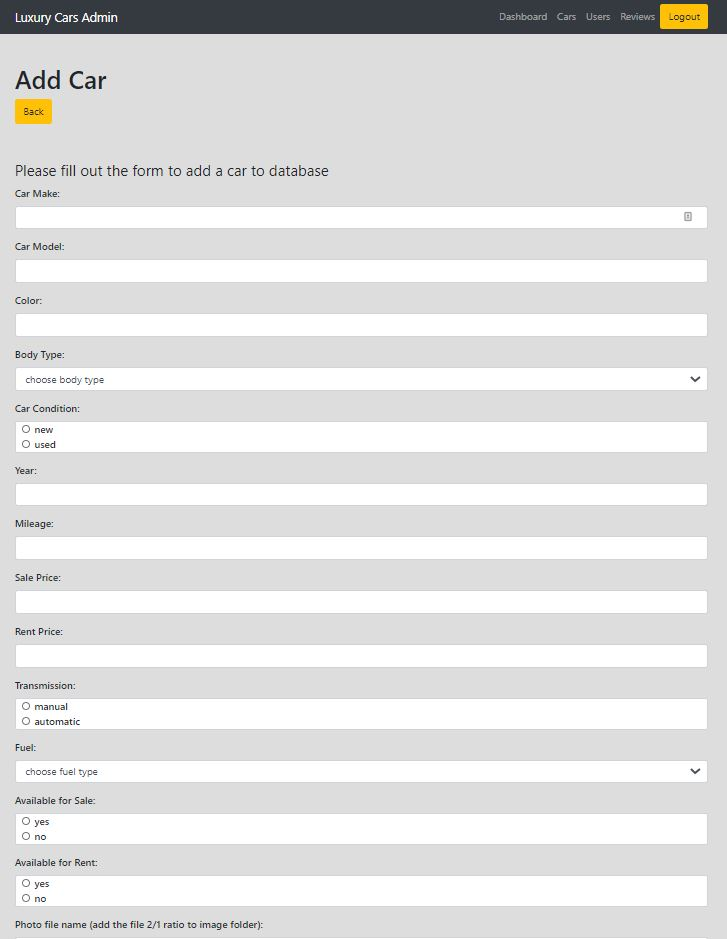 Luxury Cars Admin Dashboard Cars Users Reviews Logout
Add Car
Back
Please fill out the form to add a car to database
Car Make:
Car Model:
Color:
Body Type:
choose body type
Car Condition:
new
used
Year:
Mileage:
Sale Price:
Rent Price:
Transmission:
manual
automatic
Fuel:
choose fuel type
Available for Sale:
yes
no
Available for Rent:
yes
no
Photo file name (add the file 2/1 ratio to image folder):